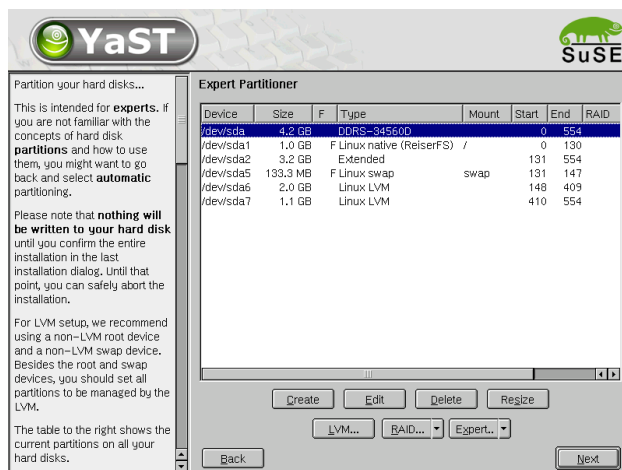 YaST
SuSE
Partition your hard disks...
This is intended for experts. If
you are not familiar with the
concepts of hard disk
partitions and how to use
them, you might want to go
back and select automatic
partitioning.
Please note that nothing will
be written to your hard disk
until you confirm the entire
installation in the last
installation dialog. Until that
point, you can safely abort the
installation.
For LVM setup, we recommend
using a non-LVM root device
and a non-LVM swap device.
Besides the root and swap
devices, you should set all
partitions to be managed by the
LVM.
The table to the right shows the
current partitions on all your
hard disks.
Expert Partitioner
Device Size F Type Mount Start End RAID
/dev/sda 4.2 GB DDRS-34560D 0 554
/dev/sda1 1.0 GB F Linux native (ReiserFS) / 0 130
/dev/sda2 3.2 GB Extended 131 554
/dev/sda5 133.3 MB F Linux swap swap 131 147
/dev/sda6 2.0 GB Linux LVM 148 409
/dev/sda7 1.1 GB Linux LVM 410 554
Create Edit Delete Resize
LVM... RAID... Expert..
Back Next